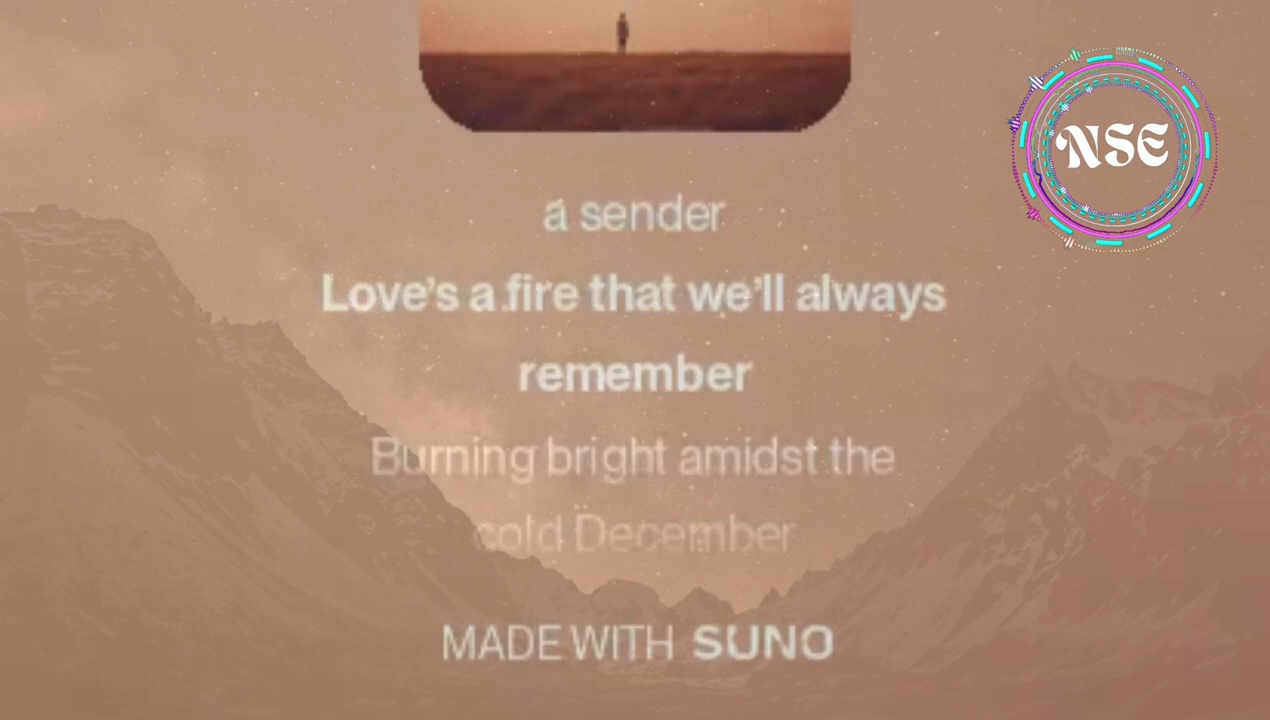 NSE
a sender
Love's a fire that we'll always
remember
Burning bright amidst the
cold December
MADE WITH SUNO